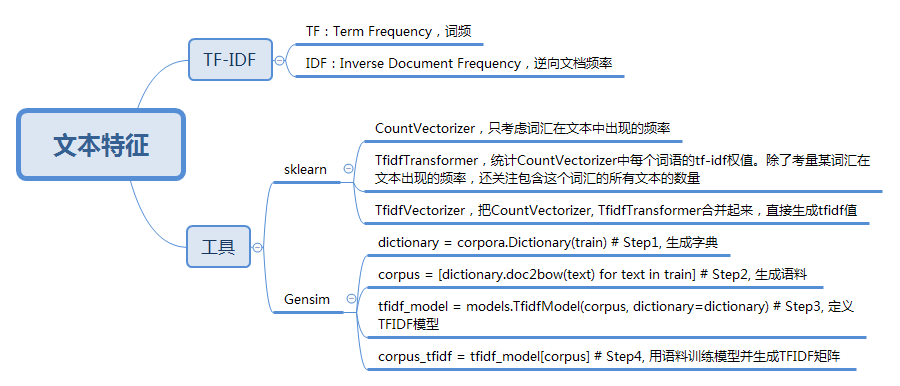 文本特征
TF-IDF
TF：Term Frequency，词频
IDF：Inverse Document Frequency，逆向文档频率
工具
sklearn
CountVectorizer，只考虑词汇在文本中出现的频率
TfidfTransformer，统计CountVectorizer中每个词语的tf-idf权值。除了考量某词汇在
文本出现的频率，还关注包含这个词汇的所有文本的数量
TfidfVectorizer，把CountVectorizer, TfidfTransformer合并起来，直接生成tfidf值
Gensim
dictionary = corpora.Dictionary(train) # Step1, 生成字典
corpus = [dictionary.doc2bow(text) for text in train] # Step2, 生成语料
tfidf_model = models.TfidfModel(corpus, dictionary=dictionary) # Step3, 定义
TFIDF模型
corpus_tfidf = tfidf_model[corpus] # Step4, 用语料训练模型并生成TFIDF矩阵